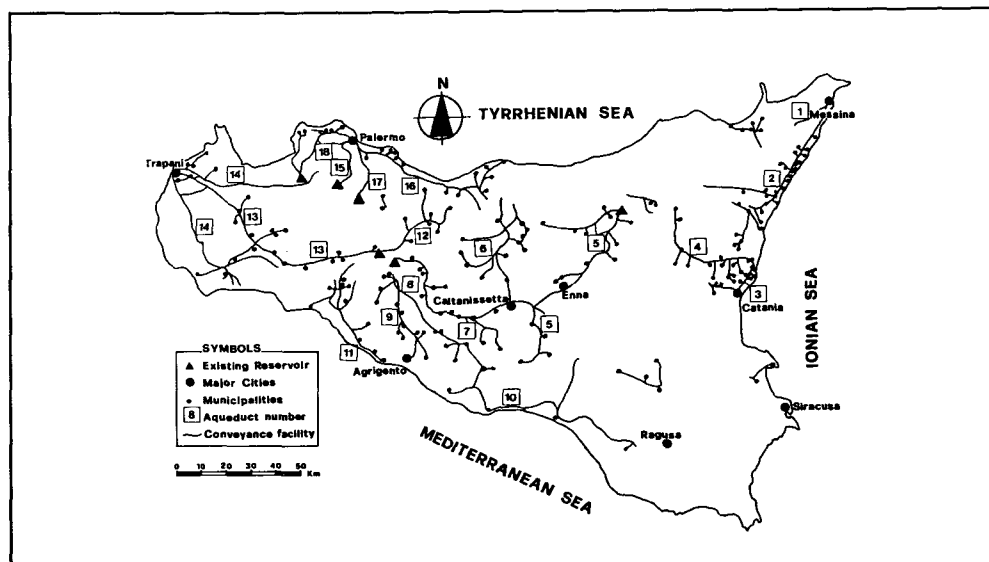 N
TYRRHENIAN SEA
1
Messina
Palermo
18
15
Trapani
14
17
16
2
13
14
12
13
6
5
4
8
3
Catania
Enna
Caltanissetta
9
7
5
11
Agrigento
10
IONIAN SEA
Siracusa
Ragusa
MEDITERRANEAN SEA
SYMBOLS
Existing Reservoir
Major Cities
Municipalities
8 Aqueduct number
Conveyance facility
0 10 20 30 40 50
Km